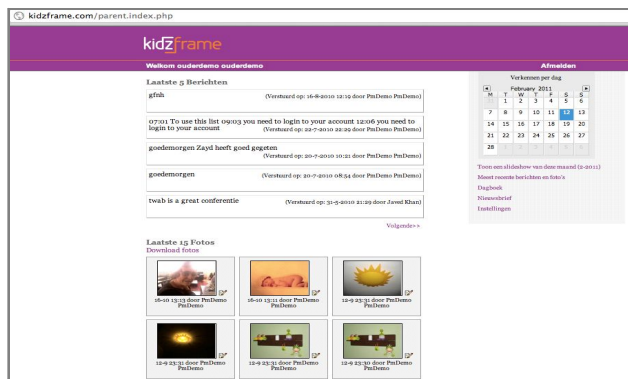 kidzframe.com/parent.index.php
kidzframe
Welkom ouderdemo ouderdemo
Afmelden
Laatste 5 Berichten
gfnh
(Verstuurd op: 16-8-2010 12:19 door PmDemo PmDemo)
07:01 To use this list 09:03 you need to login to your account 12:06 you need to
login to your account
(Verstuurd op: 22-7-2010 22:29 door PmDemo PmDemo)
goedemorgen Zayd heeft goed gegeten
(Verstuurd op: 20-7-2010 10:21 door PmDemo PmDemo)
goedemorgen
(Verstuurd op: 20-7-2010 08:54 door PmDemo PmDemo)
twab is a great conferentie
(Verstuurd op: 31-5-2010 21:29 door Jawed Khan)
Volgende>>
Verkennen per dag
February 2011
M T W T F S S
31 1 2 3 4 5 6
7 8 9 10 11 12 13
14 15 16 17 18 19 20
21 22 23 24 25 26 27
28 1 2 3 4 5 6
Toon een slideshow van deze maand (2-2011)
Meest recente berichten en foto's
Dagboek
Nieuwsbrief
Instellingen
Laatste 15 Fotos
Download fotos
16-10 13:13 door PmDemo
PmDemo
16-10 13:11 door PmDemo
PmDemo
12-9 23:31 door PmDemo
PmDemo
12-9 23:31 door PmDemo
PmDemo
12-9 23:31 door PmDemo
PmDemo
12-9 23:30 door PmDemo
PmDemo